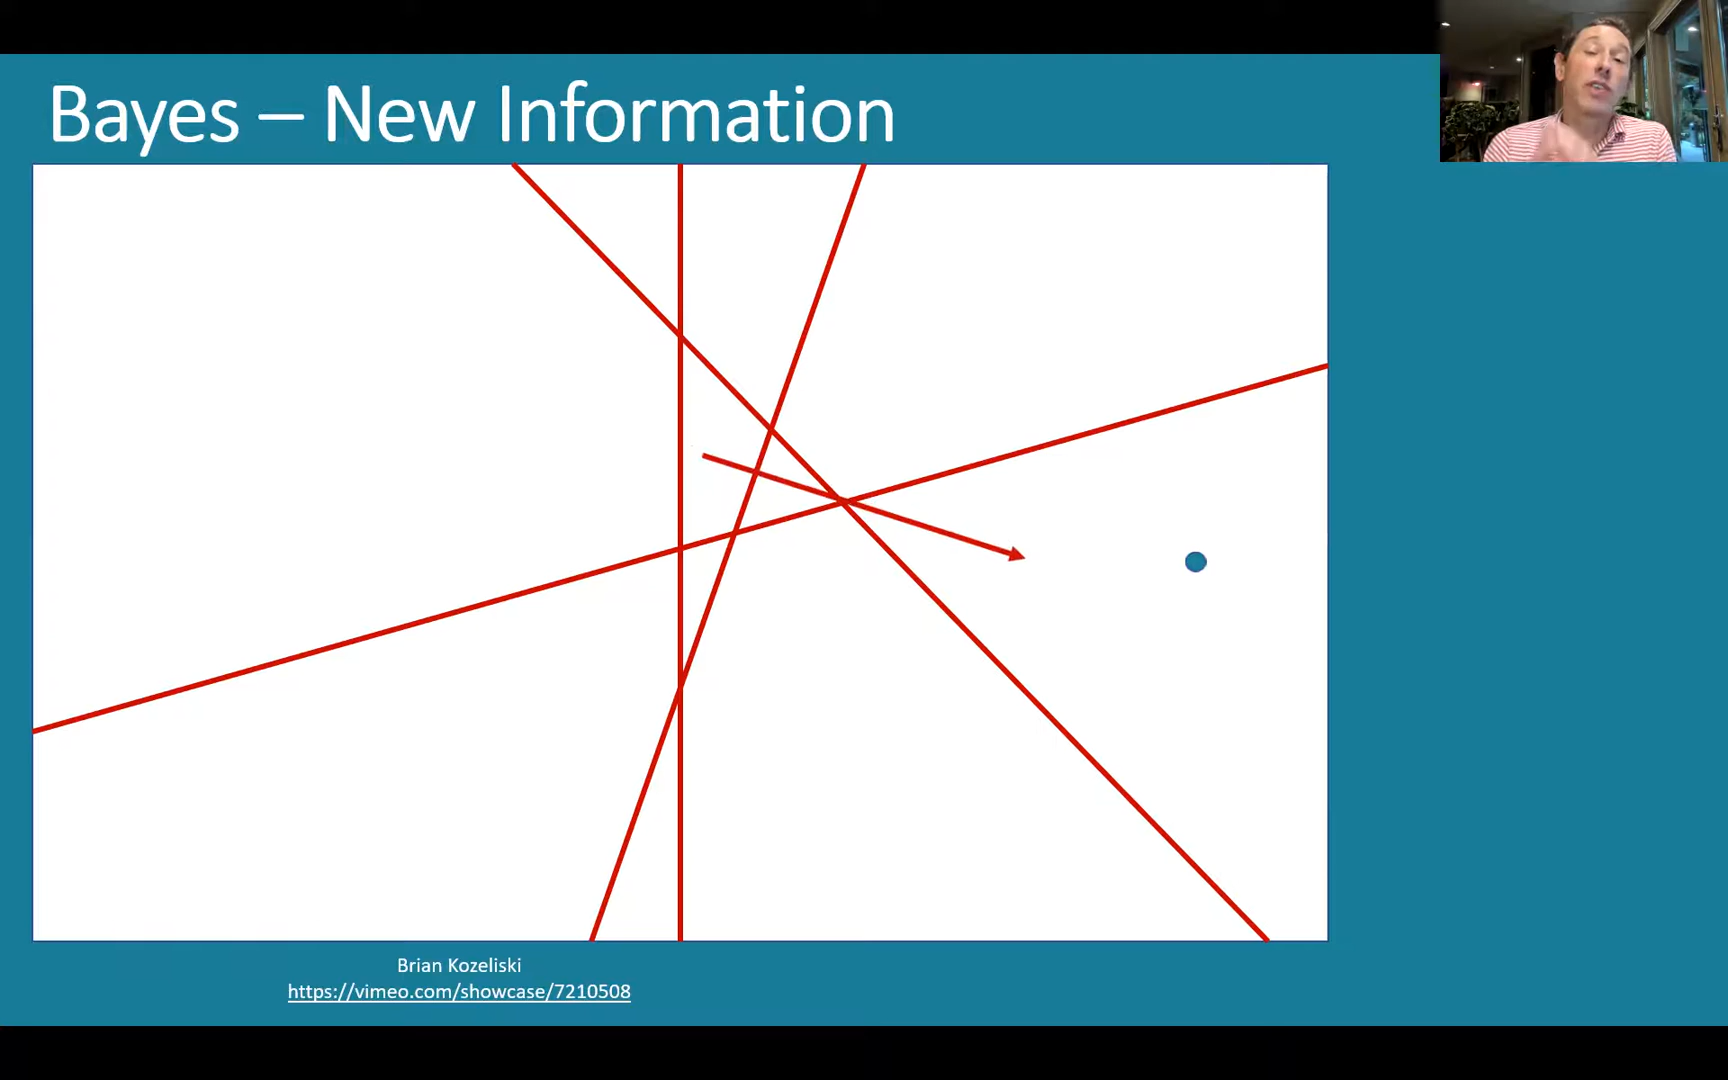 Bayes – New Information
Brian Kozeliski
https://vimeo.com/showcase/7210508